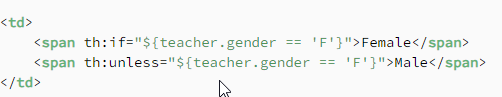 <td>
    <span th:if="${teacher.gender == 'F'}">Female</span>
    <span th:unless="${teacher.gender == 'F'}">Male</span>
</td>